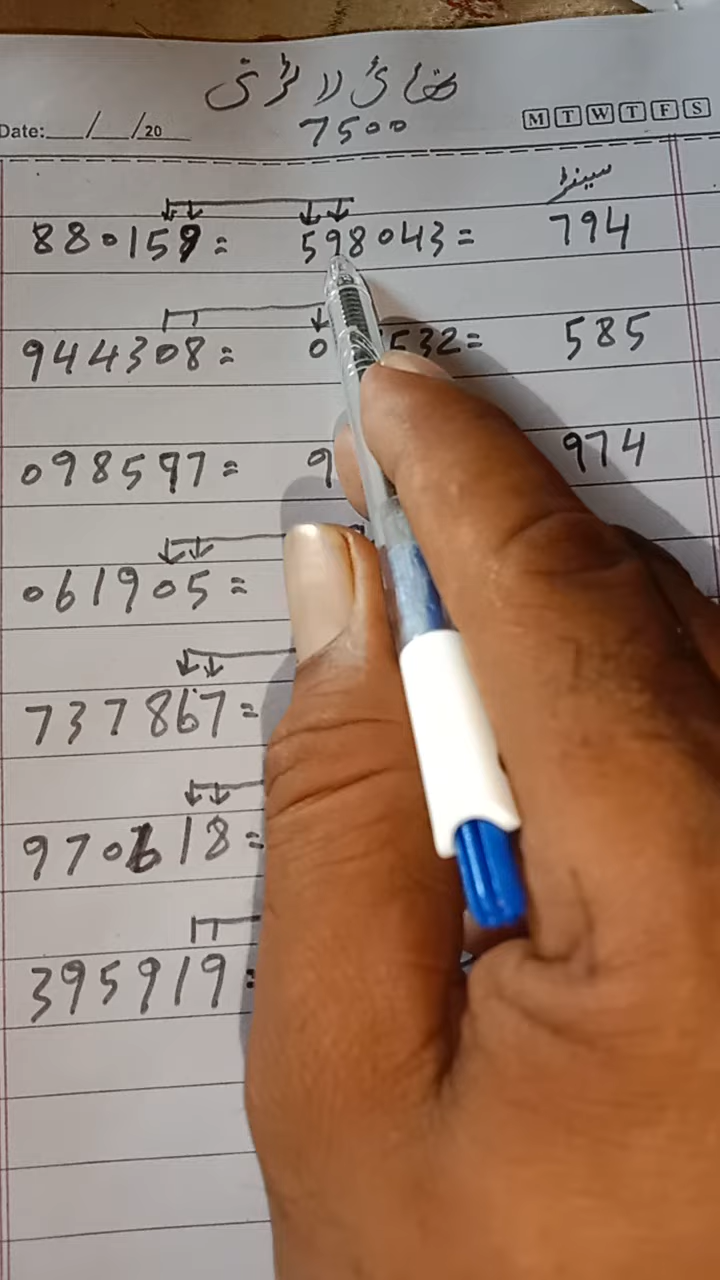 تھائی لاٹری
Date: / /20 7500 M T W T F S
سینٹر
880159 = 598043 = 794
944308 = 0 532 = 585
098597 = 9 974
061905 =
737867 =
970618 =
395919 =